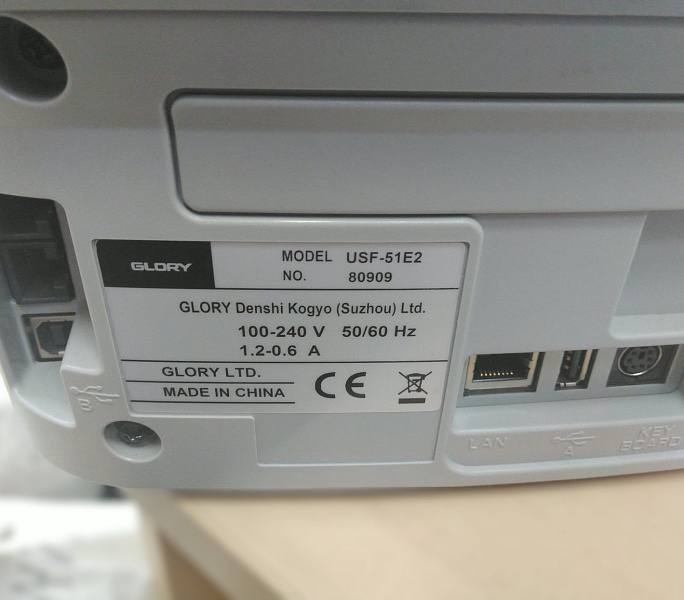 GLORY
MODEL USF-51E2
NO. 80909
GLORY Denshi Kogyo (Suzhou) Ltd.
100-240 V 50/60 Hz
1.2-0.6 A
GLORY LTD.
MADE IN CHINA
CE
B
LAN
A
KEY
BOARD